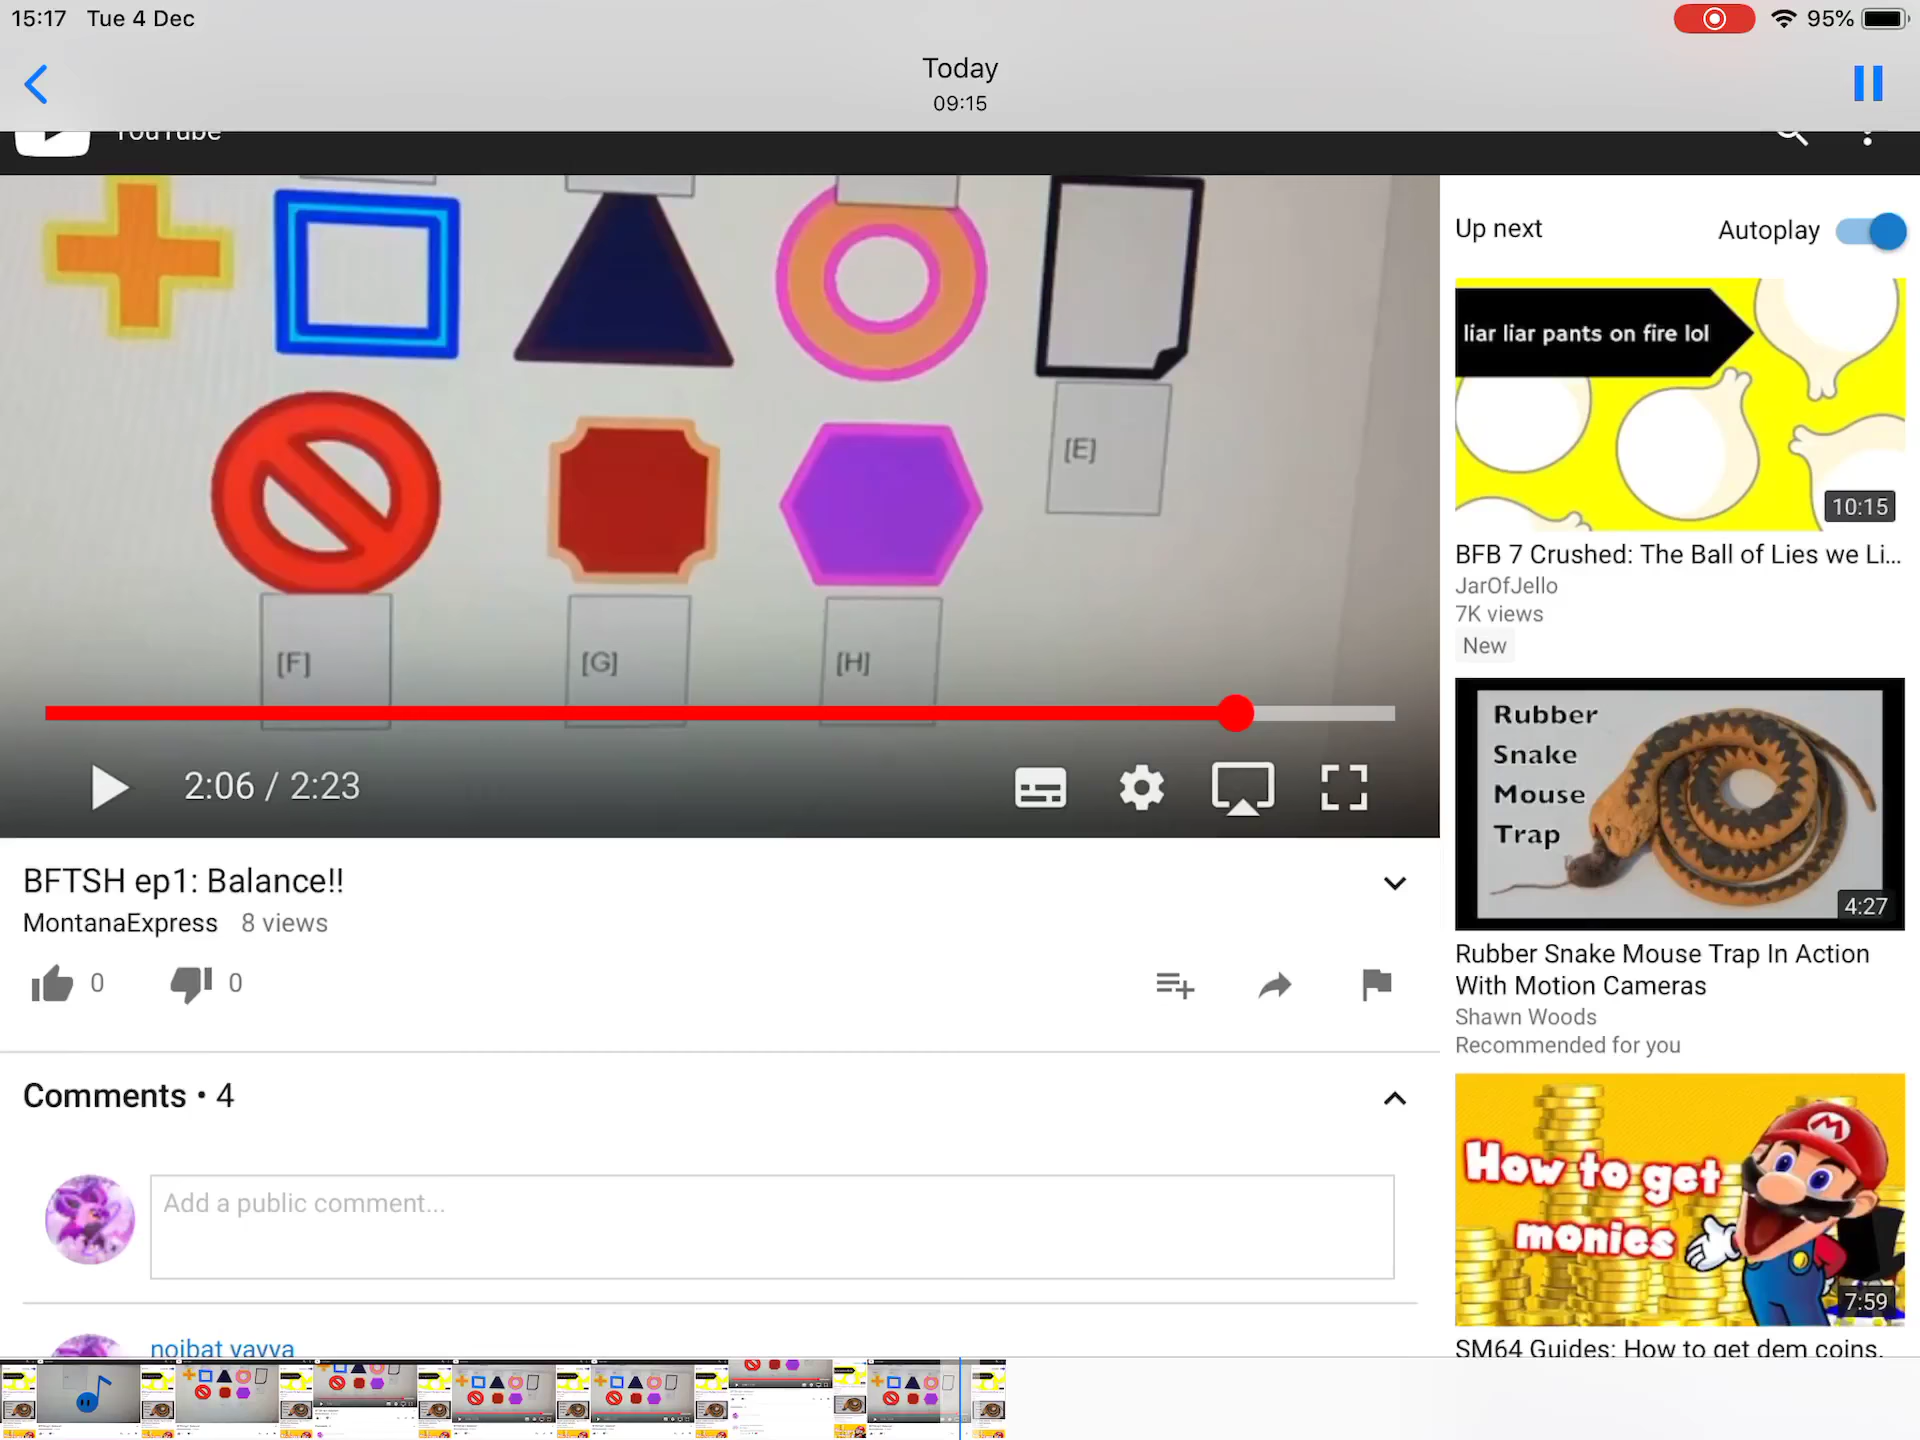 15:17 Tue 4 Dec
95%
Today
09:15
YouTube
Up next
Autoplay
liar liar pants on fire lol
10:15
BFB 7 Crushed: The Ball of Lies we Li...
JarOfJello
7K views
New
[E]
[F]
[G]
[H]
2:06 / 2:23
Rubber
Snake
Mouse
Trap
4:27
Rubber Snake Mouse Trap In Action
With Motion Cameras
Shawn Woods
Recommended for you
BFTSH ep1: Balance!!
MontanaExpress 8 views
0
0
Comments • 4
Add a public comment...
noibat yavya
How to get
monies
7:59
SM64 Guides: How to get dem coins.